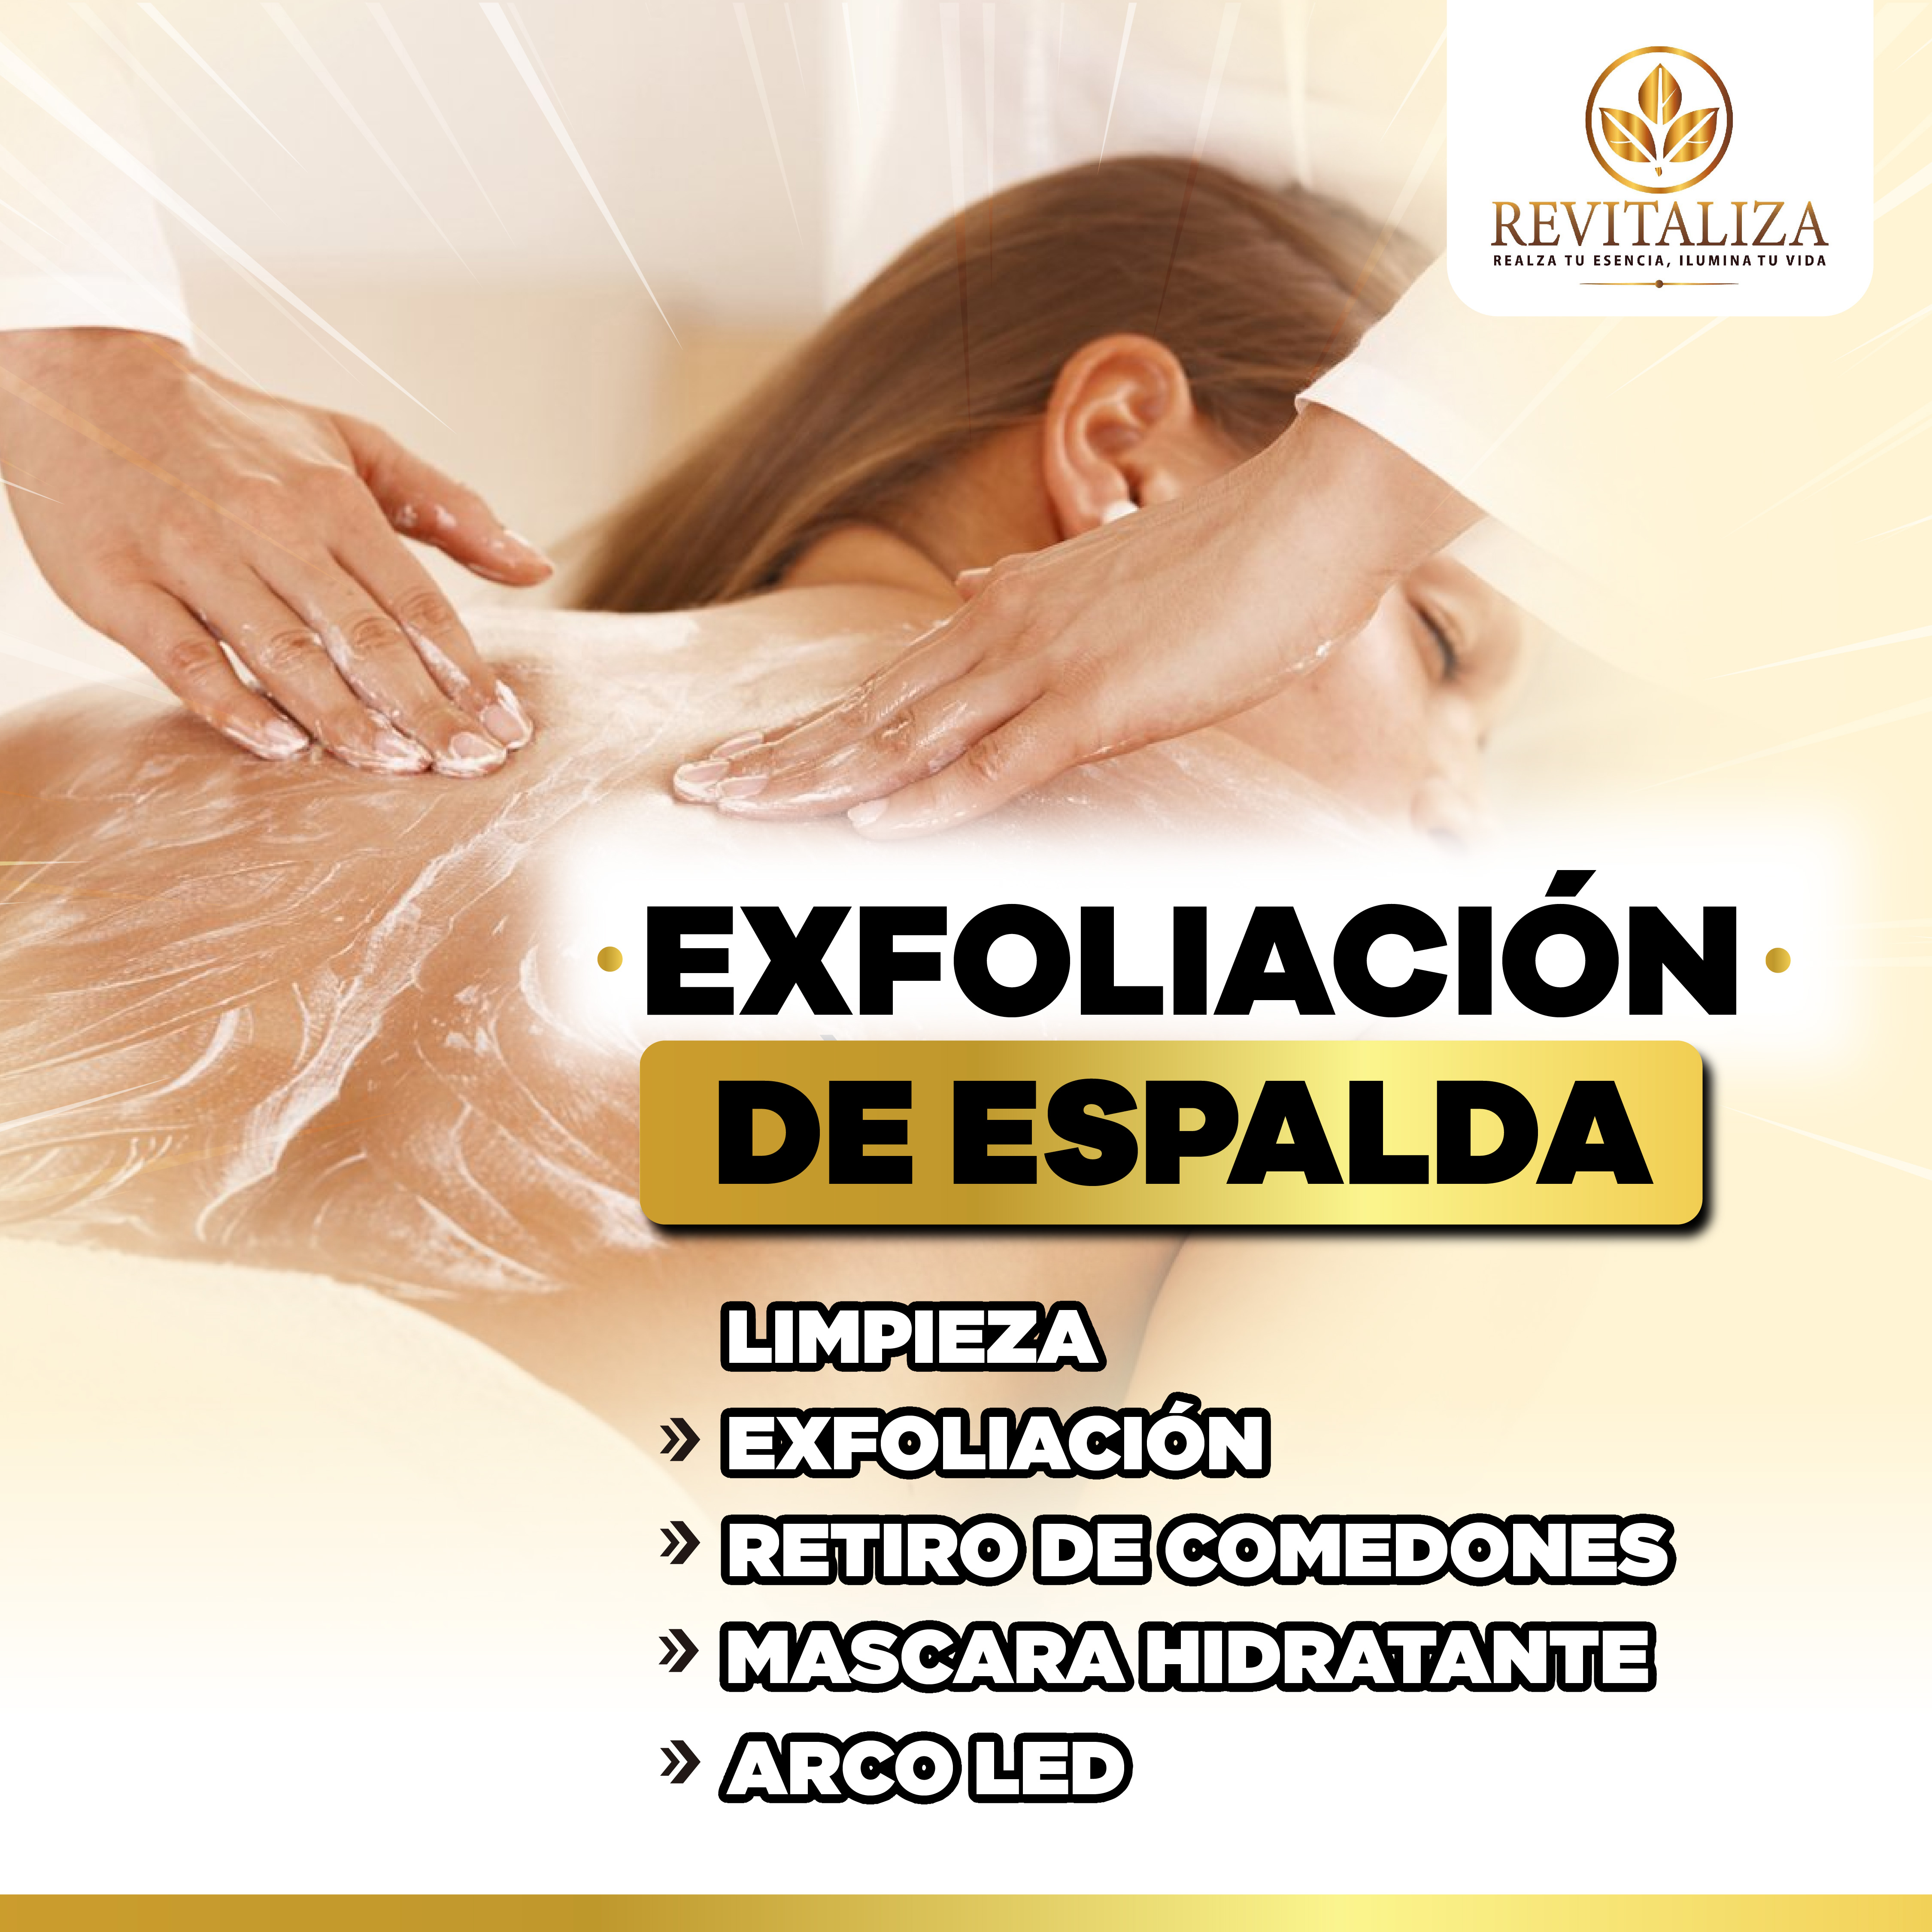 REVITALIZA
REALZA TU ESENCIA, ILUMINA TU VIDA
EXFOLIACIÓN
DE ESPALDA
LIMPIEZA
EXFOLIACIÓN
RETIRO DE COMEDONES
MASCARA HIDRATANTE
ARCO LED